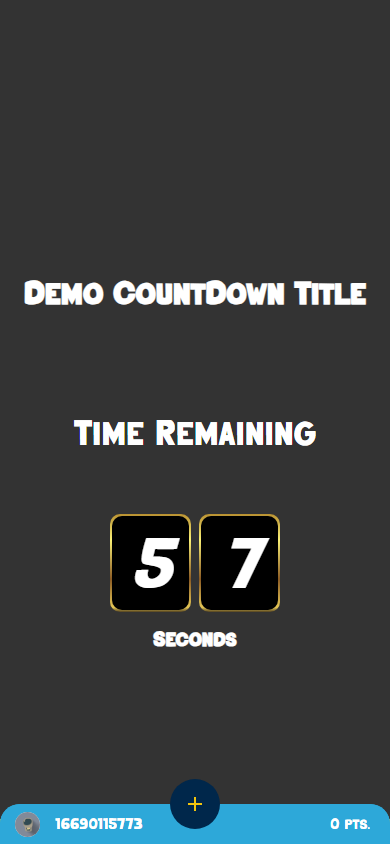 Demo CountDown Title
Time Remaining
5 7
Seconds
+
16690115773 0 PTS.